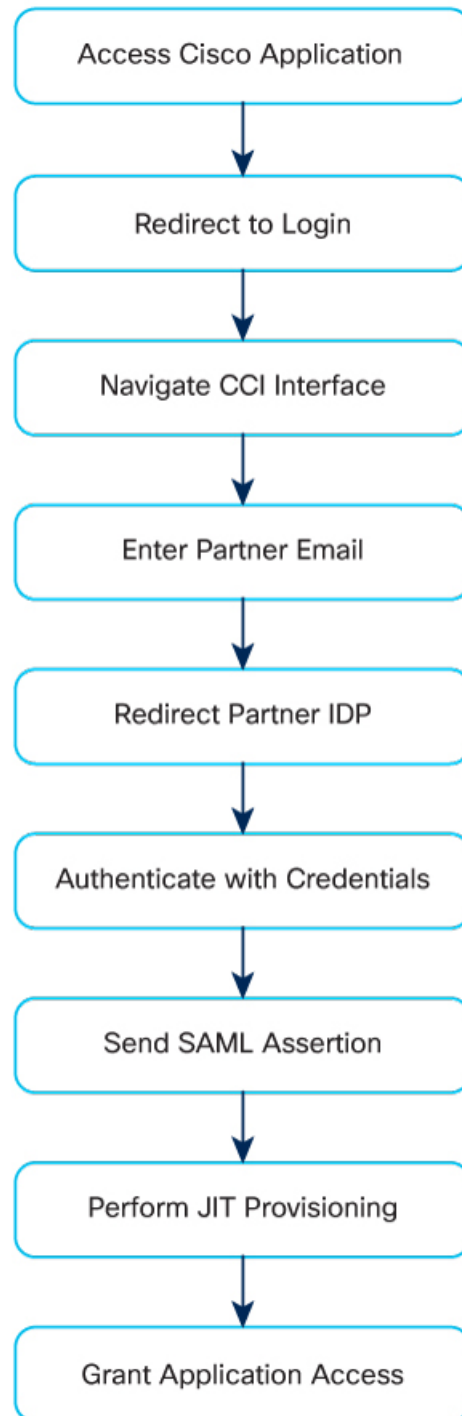 Access Cisco Application
Redirect to Login
Navigate CCI Interface
Enter Partner Email
Redirect Partner IDP
Authenticate with Credentials
Send SAML Assertion
Perform JIT Provisioning
Grant Application Access